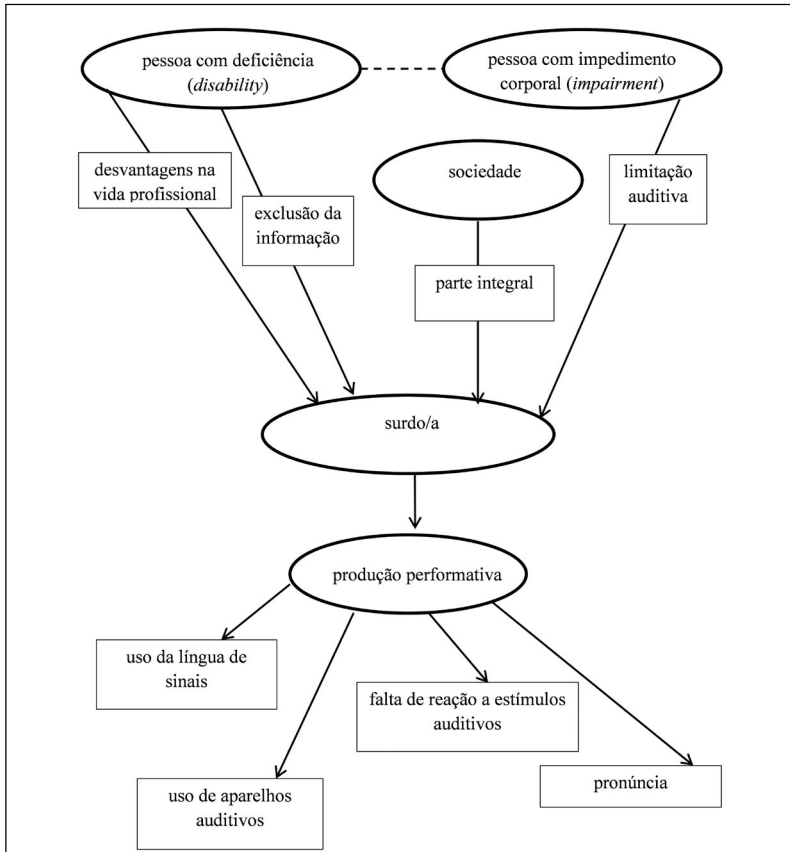 pessoa com deficiência
(disability)
pessoa com impedimento
corporal (impairment)
desvantagens na
vida profissional
exclusão da
informação
sociedade
limitação
auditiva
parte integral
surdo/a
produção performativa
uso da língua de
sinais
falta de reação a estímulos
auditivos
uso de aparelhos
auditivos
pronúncia